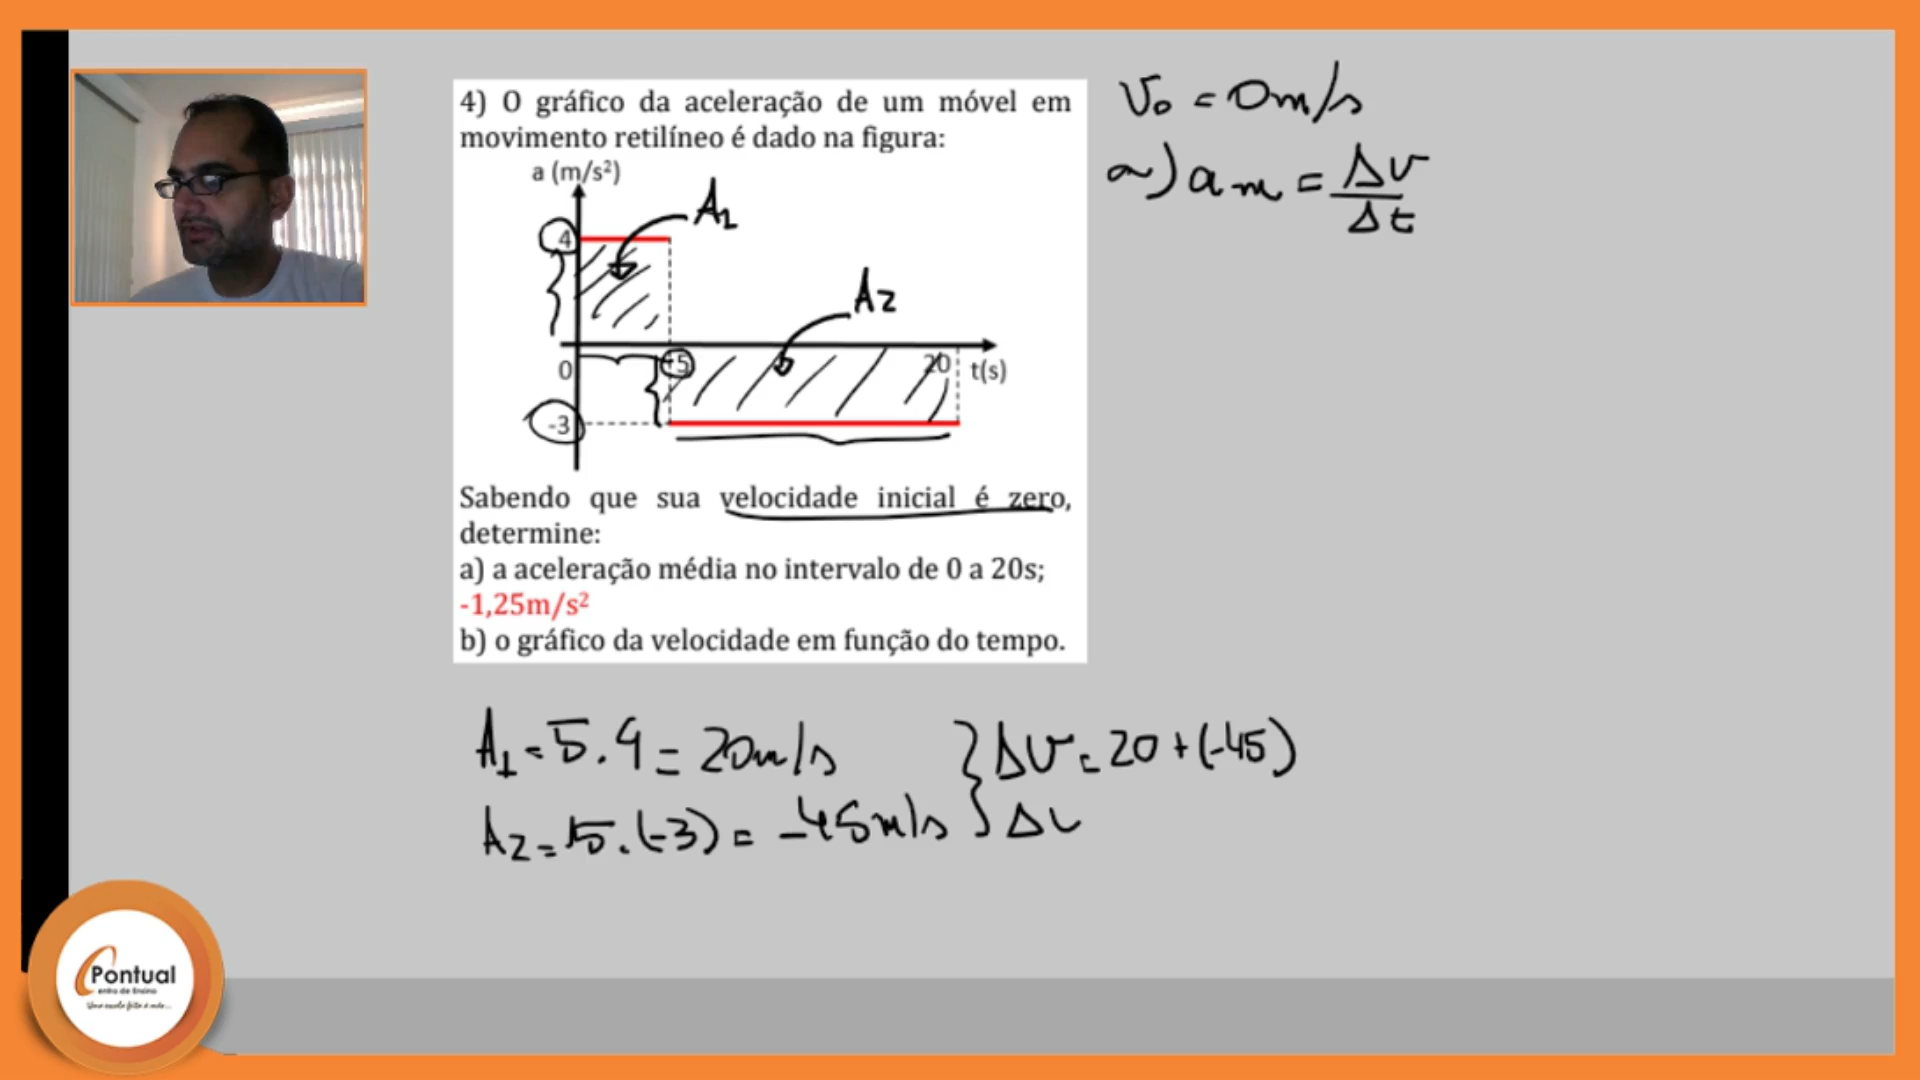 4) O gráfico da aceleração de um móvel em
movimento retilíneo é dado na figura:
a (m/s²)
A1
4
A2
0
5
20
t(s)
-3
Sabendo que sua velocidade inicial é zero,
determine:
a) a aceleração média no intervalo de 0 a 20s;
-1,25m/s²
b) o gráfico da velocidade em função do tempo.
V₀ = 0m/s
a) am = Δv/Δt
A1 = 5.4 = 20m/s
A2 = 15.(-3) = -45m/s
} ΔV = 20 + (-45)
ΔV
Pontual
entro de Ensino